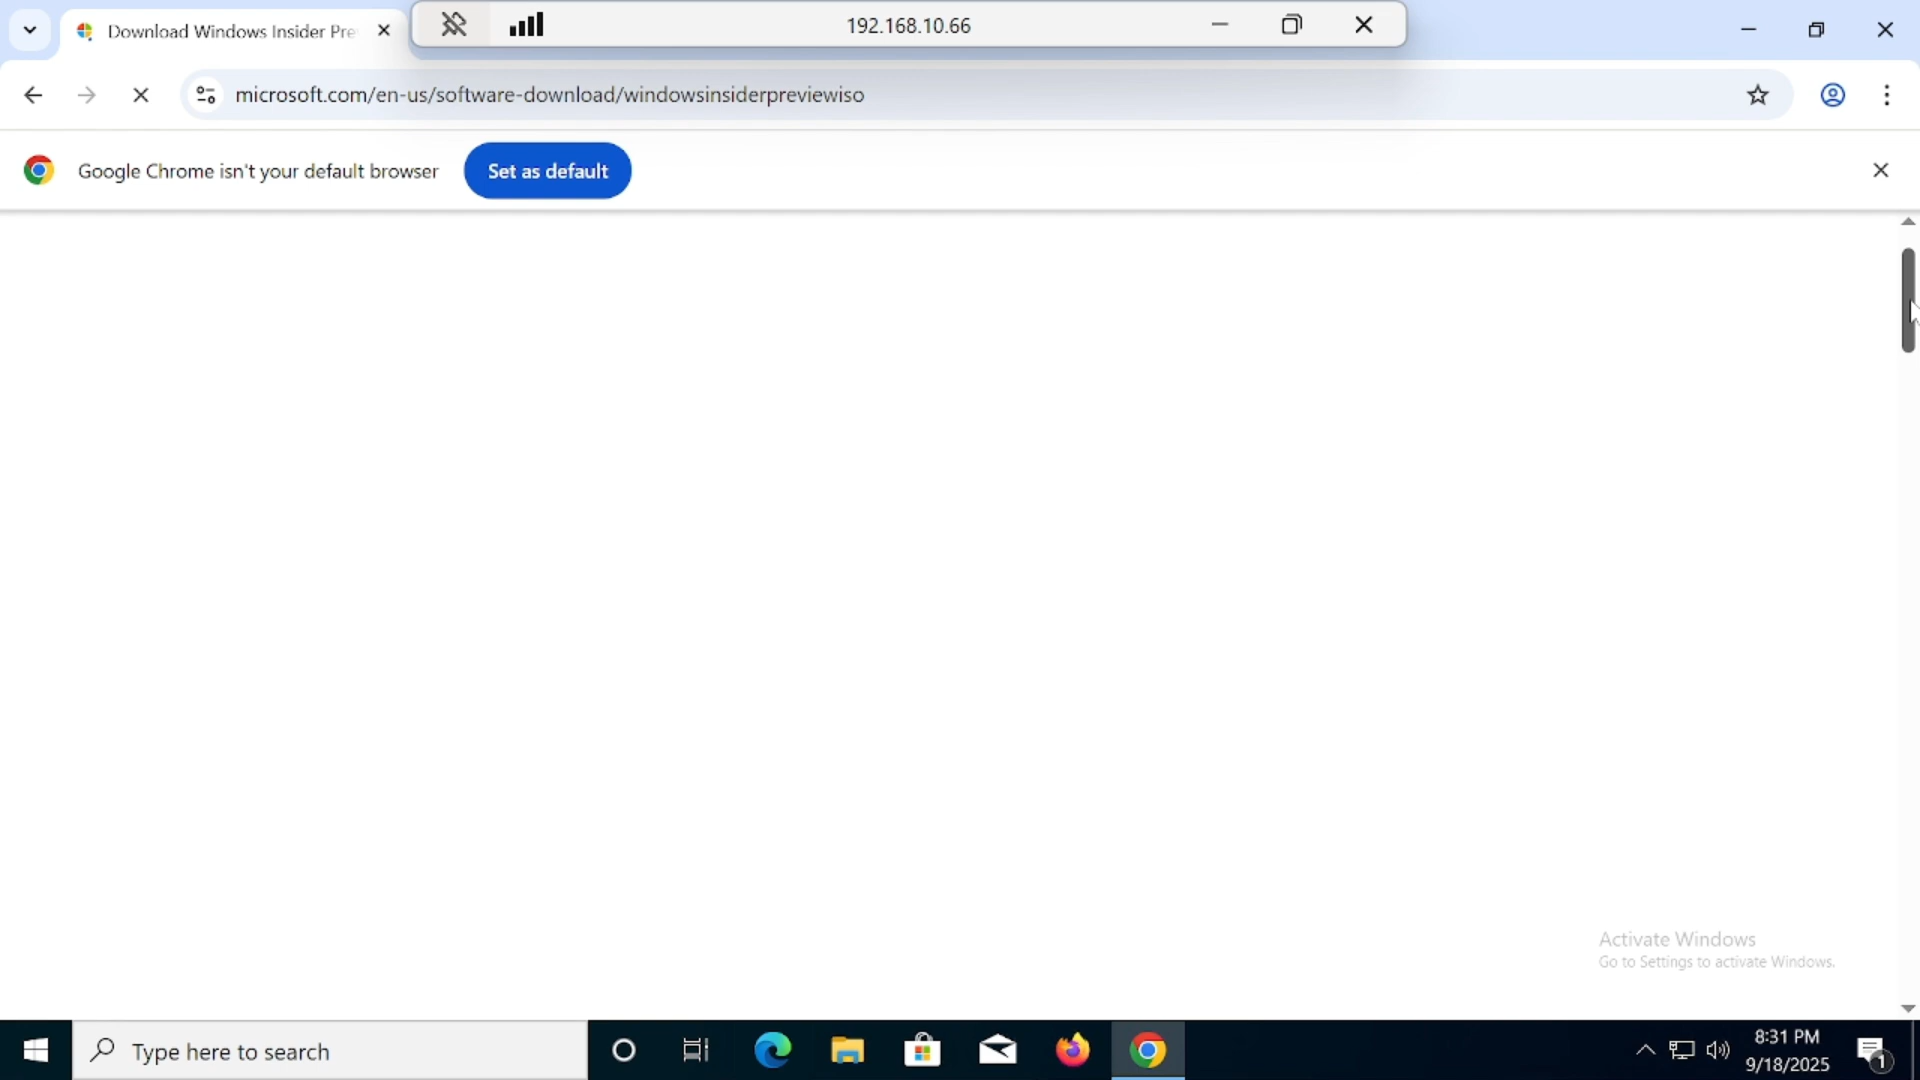 Download Windows Insider Pre
192.168.10.66
microsoft.com/en-us/software-download/windowsinsiderpreviewiso
Google Chrome isn't your default browser
Set as default
Activate Windows
Go to Settings to activate Windows.
Type here to search
8:31 PM
9/18/2025
1